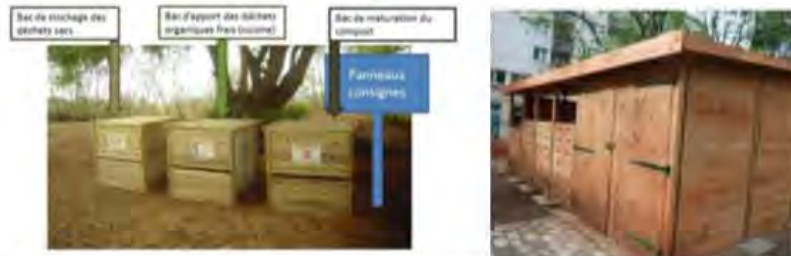 Bac de stockage des
déchets secs
Bac d'apport des déchets
organiques frais (cuisine)
Bac de maturation du
compost
Panneaux
consignes